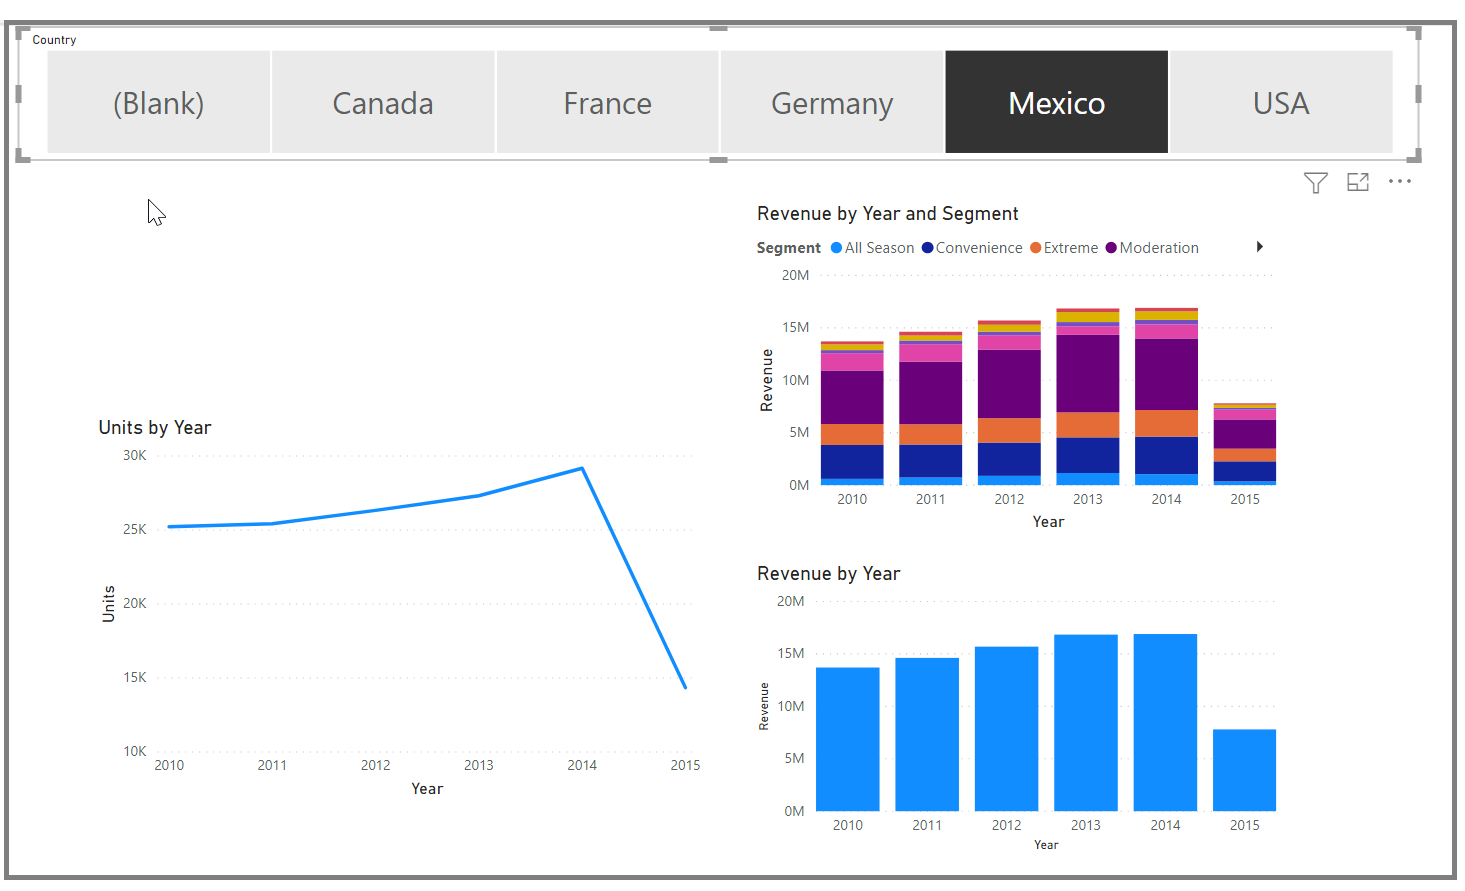 Country
(Blank) Canada France Germany Mexico USA
Revenue by Year and Segment
Segment All Season Convenience Extreme Moderation
20M
15M
10M
5M
0M
Revenue
2010 2011 2012 2013 2014 2015
Year
Units by Year
30K
25K
20K
15K
10K
Units
2010 2011 2012 2013 2014 2015
Year
Revenue by Year
20M
15M
10M
5M
0M
Revenue
2010 2011 2012 2013 2014 2015
Year